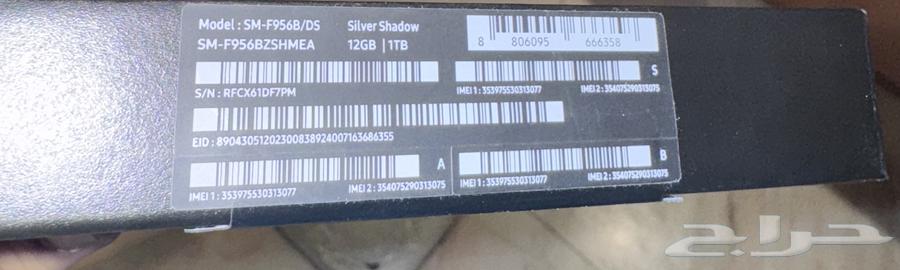 Model : SM-F956B/DS
Silver Shadow
SM-F956BZSHMEA
12GB | 1TB
8 806095 666358
S/N : RFCX61DF7PM
IMEI 1 : 353975530313077
IMEI 2 : 354075290313075
S
EID : 89043051202300838924007163686355
A
IMEI 1 : 353975530313077
IMEI 2 : 354075290313075
B
IMEI 1 : 353975530313077
IMEI 2 : 354075290313075
حراج